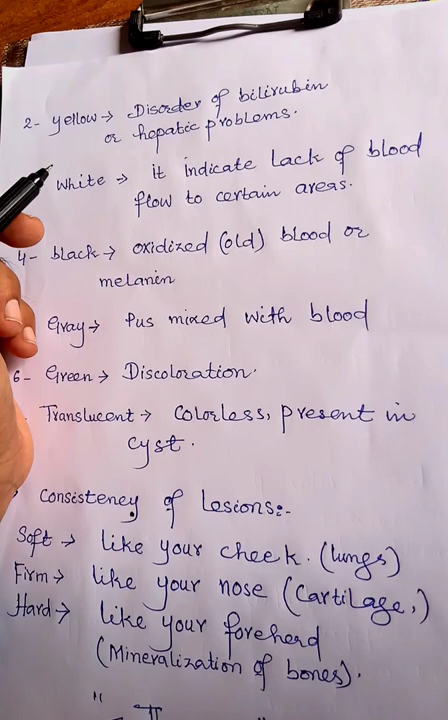 2- yellow → Disorder of bilirubin
or hepatic problems.
White → it indicate Lack of blood
flow to certain areas.
4- black → oxidized (old) blood or
melanin
Gray → Pus mixed with blood
6- Green → Discoloration.
Translucent → Colorless, present in
cyst.
Consistency of Lesions:-
Soft → like your cheek. (lungs)
Firm → like your nose (Cartilage,)
Hard → like your foreherd
(Mineralization of bones).